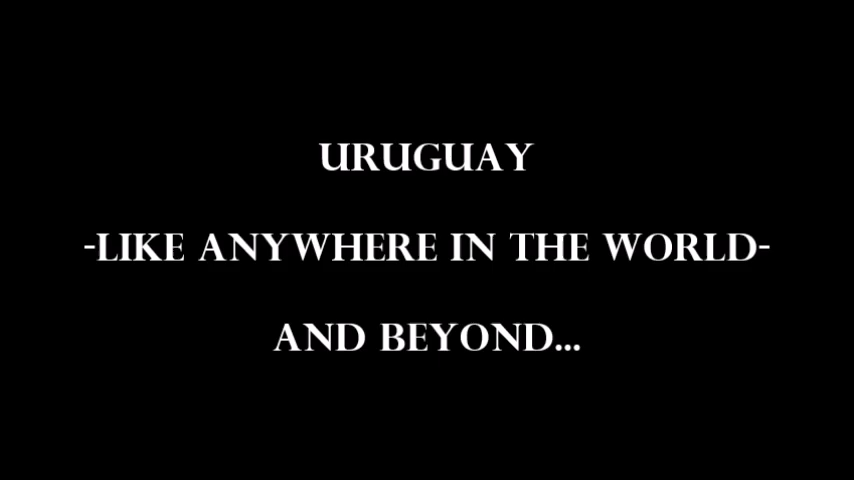 URUGUAY
-LIKE ANYWHERE IN THE WORLD-
AND BEYOND...